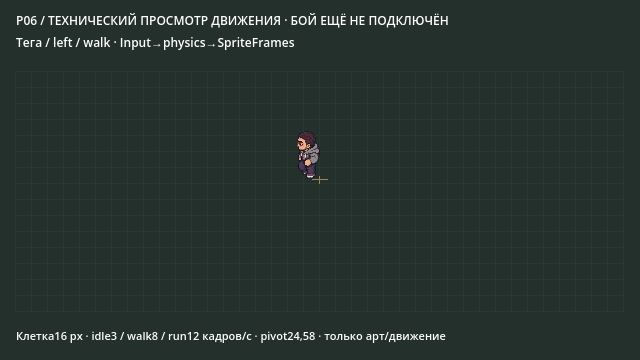 P06 / ТЕХНИЧЕСКИЙ ПРОСМОТР ДВИЖЕНИЯ · БОЙ ЕЩЁ НЕ ПОДКЛЮЧЁН
Тега / left / walk · Input→physics→SpriteFrames
Клетка16 px · idle3 / walk8 / run12 кадров/с · pivot24,58 · только арт/движение